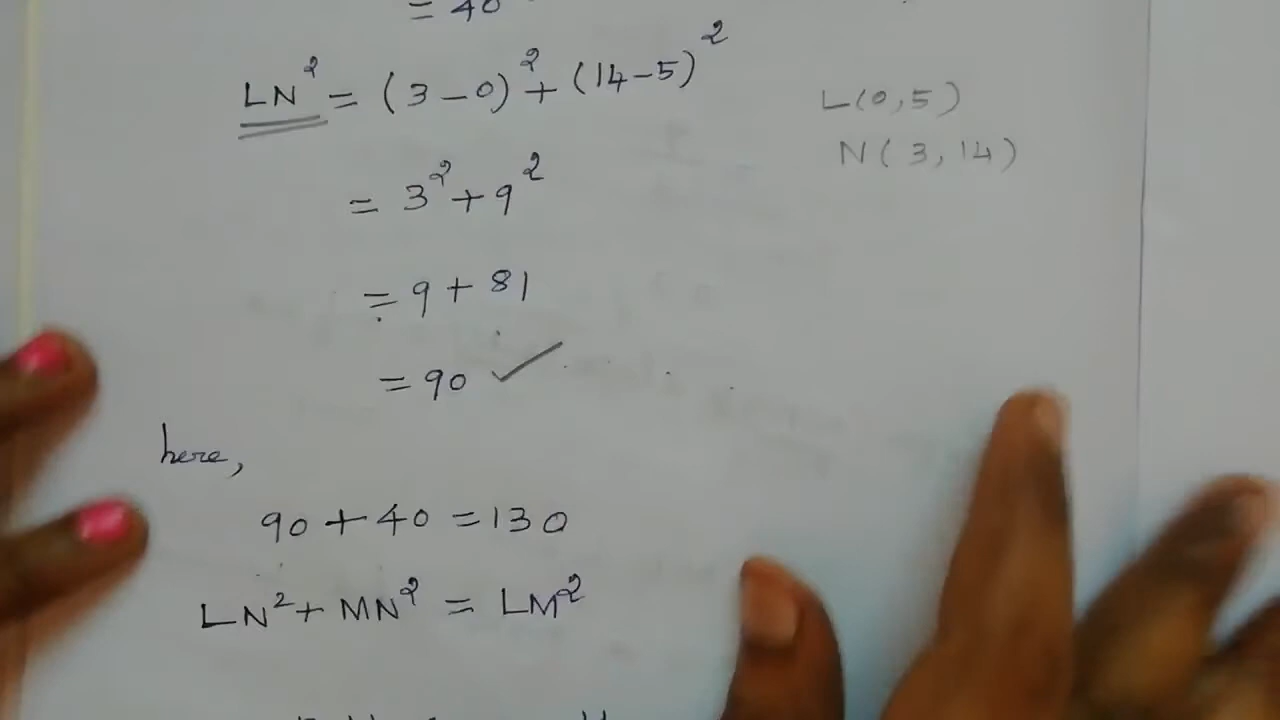 = 40
LN² = (3-0)² + (14-5)²
L(0,5)
N(3,14)
= 3² + 9²
= 9 + 81
= 90 ✓
here,
90 + 40 = 130
LN² + MN² = LM²